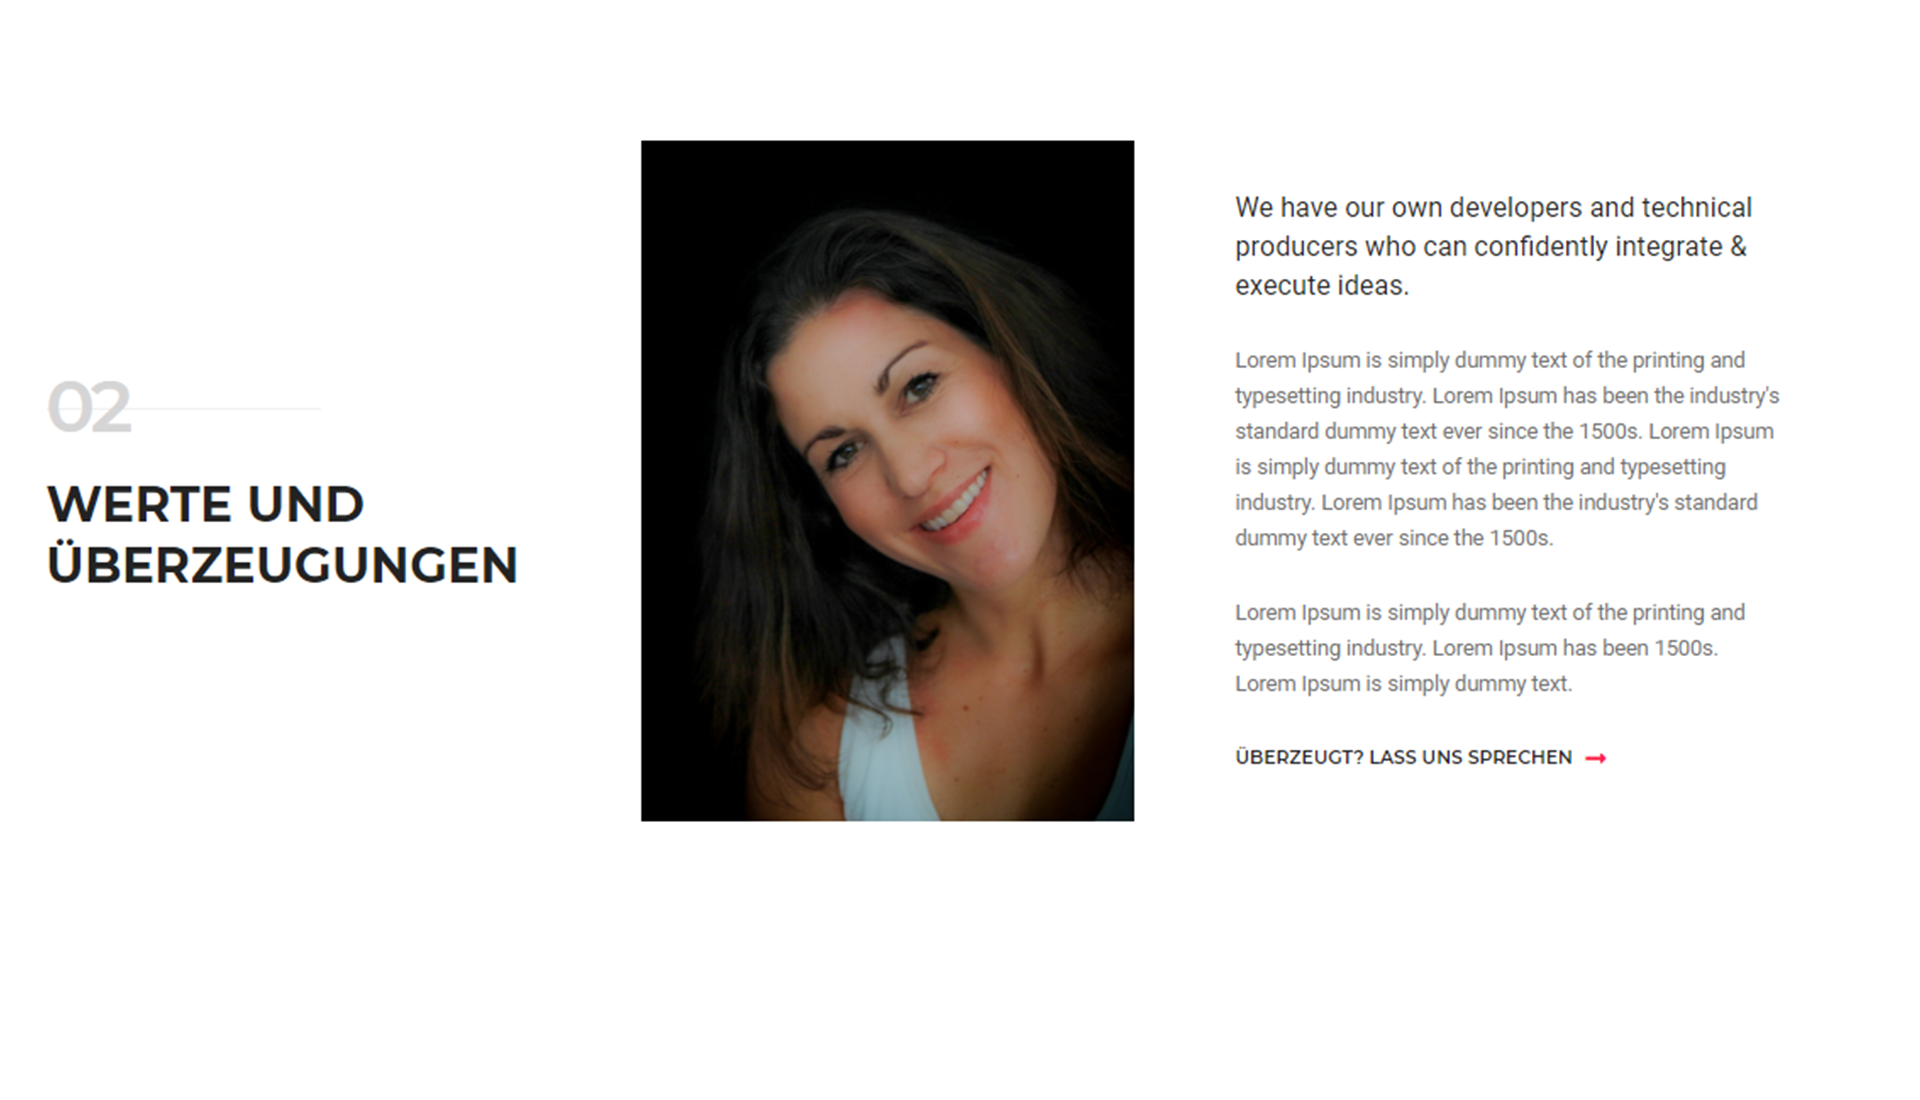 02
WERTE UND
ÜBERZEUGUNGEN
We have our own developers and technical
producers who can confidently integrate &
execute ideas.
Lorem Ipsum is simply dummy text of the printing and
typesetting industry. Lorem Ipsum has been the industry's
standard dummy text ever since the 1500s. Lorem Ipsum
is simply dummy text of the printing and typesetting
industry. Lorem Ipsum has been the industry's standard
dummy text ever since the 1500s.
Lorem Ipsum is simply dummy text of the printing and
typesetting industry. Lorem Ipsum has been 1500s.
Lorem Ipsum is simply dummy text.
ÜBERZEUGT? LASS UNS SPRECHEN